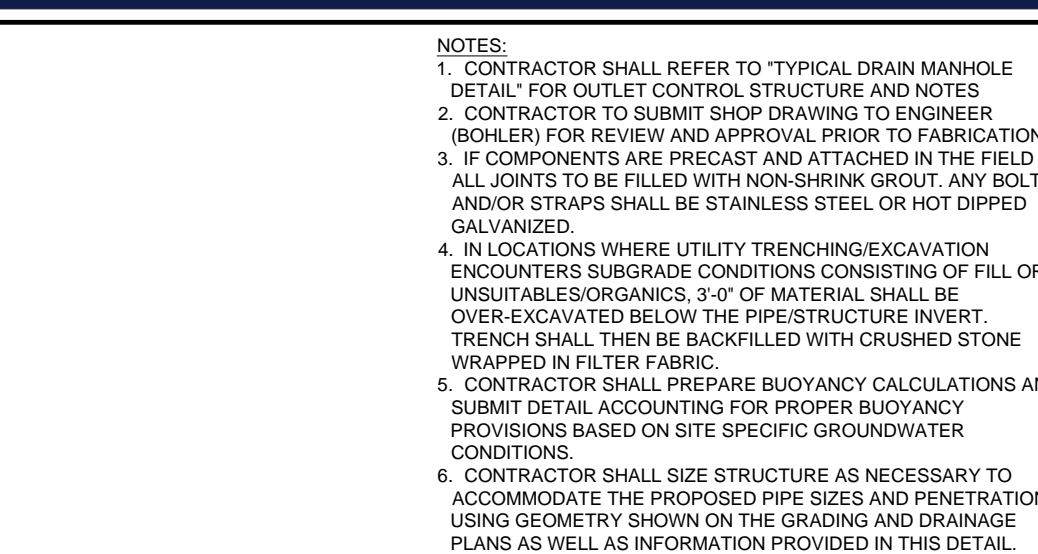 NOTES:
1. CONTRACTOR SHALL REFER TO "TYPICAL DRAIN MANHOLE
DETAIL" FOR OUTLET CONTROL STRUCTURE AND NOTES
2. CONTRACTOR TO SUBMIT SHOP DRAWING TO ENGINEER
(BOHLER) FOR REVIEW AND APPROVAL PRIOR TO FABRICATION
3. IF COMPONENTS ARE PRECAST AND ATTACHED IN THE FIELD
ALL JOINTS TO BE FILLED WITH NON-SHRINK GROUT. ANY BOLT
AND/OR STRAPS SHALL BE STAINLESS STEEL OR HOT DIPPED
GALVANIZED.
4. IN LOCATIONS WHERE UTILITY TRENCHING/EXCAVATION
ENCOUNTERS SUBGRADE CONDITIONS CONSISTING OF FILL OR
UNSUITABLES/ORGANICS, 3'-0" OF MATERIAL SHALL BE
OVER-EXCAVATED BELOW THE PIPE/STRUCTURE INVERT.
TRENCH SHALL THEN BE BACKFILLED WITH CRUSHED STONE
WRAPPED IN FILTER FABRIC.
5. CONTRACTOR SHALL PREPARE BUOYANCY CALCULATIONS
SUBMIT DETAIL ACCOUNTING FOR PROPER BUOYANCY
PROVISIONS BASED ON SITE SPECIFIC GROUNDWATER
CONDITIONS.
6. CONTRACTOR SHALL SIZE STRUCTURE AS NECESSARY TO
ACCOMMODATE THE PROPOSED PIPE SIZES AND PENETRATION
USING GEOMETRY SHOWN ON THE GRADING AND DRAINAGE
PLANS AS WELL AS INFORMATION PROVIDED IN THIS DETAIL.